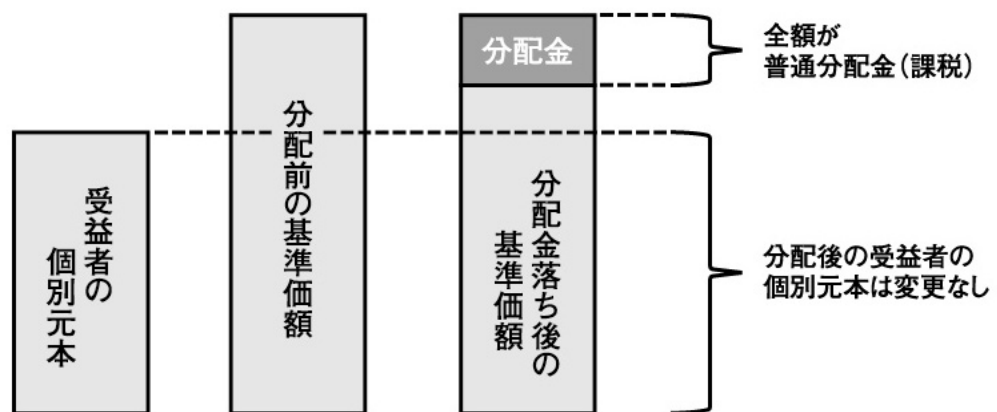 受益者の
個別元本
分配前の基準価額
分配金
分配金落ち後の
基準価額
全額が
普通分配金（課税）
分配後の受益者の
個別元本は変更なし